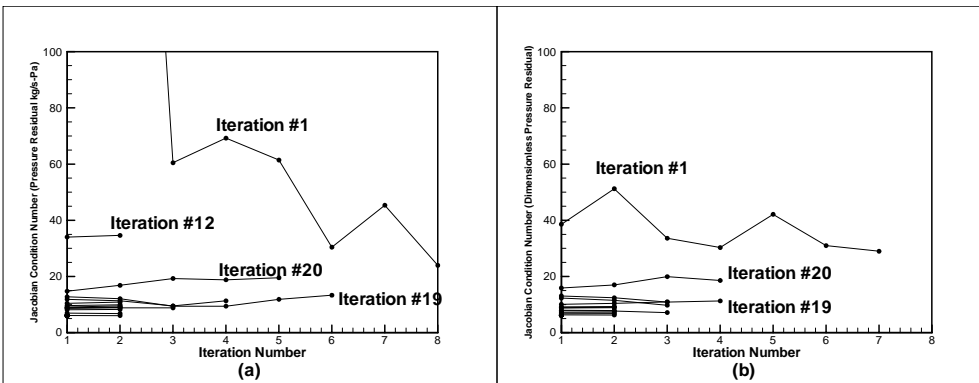 Jacobian Condition Number (Pressure Residual kg/s-Pa)
100
80
60
40
20
0
Iteration #1
Iteration #12
Iteration #20
Iteration #19
1 2 3 4 5 6 7 8
Iteration Number
(a)
Jacobian Condition Number (Dimensionless Pressure Residual)
100
80
60
40
20
0
Iteration #1
Iteration #20
Iteration #19
1 2 3 4 5 6 7 8
Iteration Number
(b)